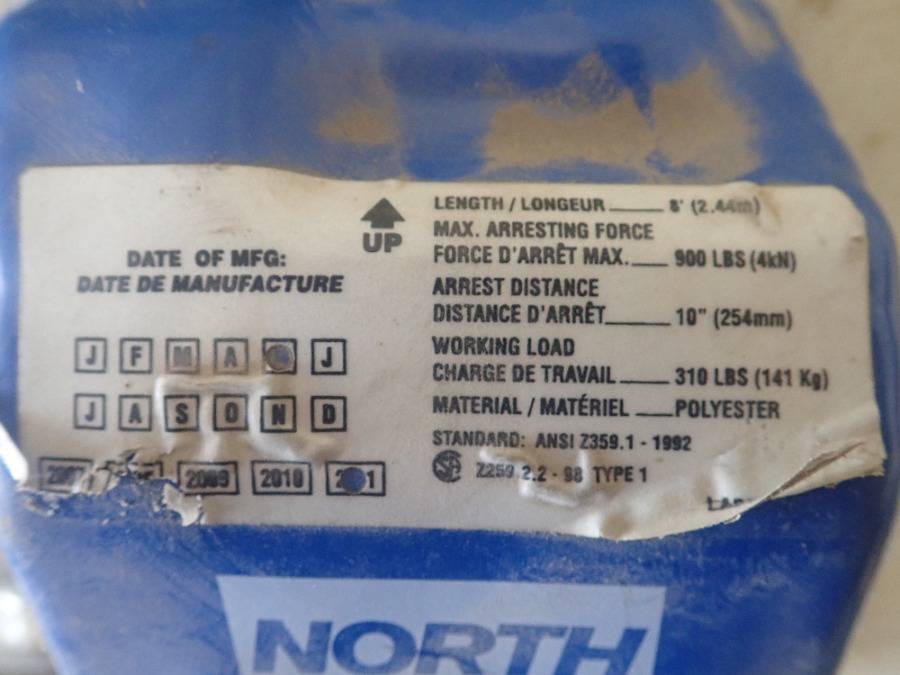 UP
DATE OF MFG:
DATE DE MANUFACTURE
J F M A J
J A S O N D
2009 2010
LENGTH / LONGEUR 8' (2.44m)
MAX. ARRESTING FORCE
FORCE D'ARRÊT MAX. 900 LBS (4kN)
ARREST DISTANCE
DISTANCE D'ARRÊT 10" (254mm)
WORKING LOAD
CHARGE DE TRAVAIL 310 LBS (141 Kg)
MATERIAL / MATÉRIEL POLYESTER
STANDARD: ANSI Z359.1 - 1992
Z259.2.2 - 98 TYPE 1
NORTH